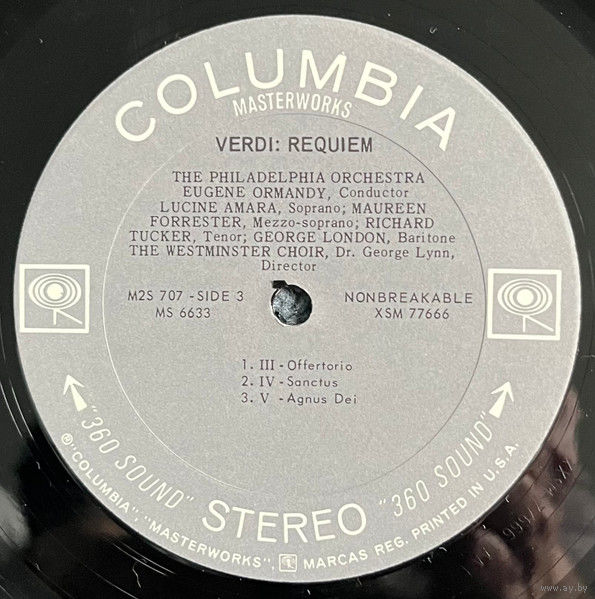 COLUMBIA
MASTERWORKS
VERDI: REQUIEM
THE PHILADELPHIA ORCHESTRA
EUGENE ORMANDY, Conductor
LUCINE AMARA, Soprano; MAUREEN
FORRESTER, Mezzo-soprano; RICHARD
TUCKER, Tenor; GEORGE LONDON, Baritone
THE WESTMINSTER CHOIR, Dr. George Lynn,
Director
M2S 707 - SIDE 3 NONBREAKABLE
MS 6633 XSM 77666
1. III - Offertorio
2. IV - Sanctus
3. V - Agnus Dei
"360 SOUND" STEREO "360 SOUND"
® "COLUMBIA", "MASTERWORKS", MARCAS REG. PRINTED IN U.S.A.
www.ay.by